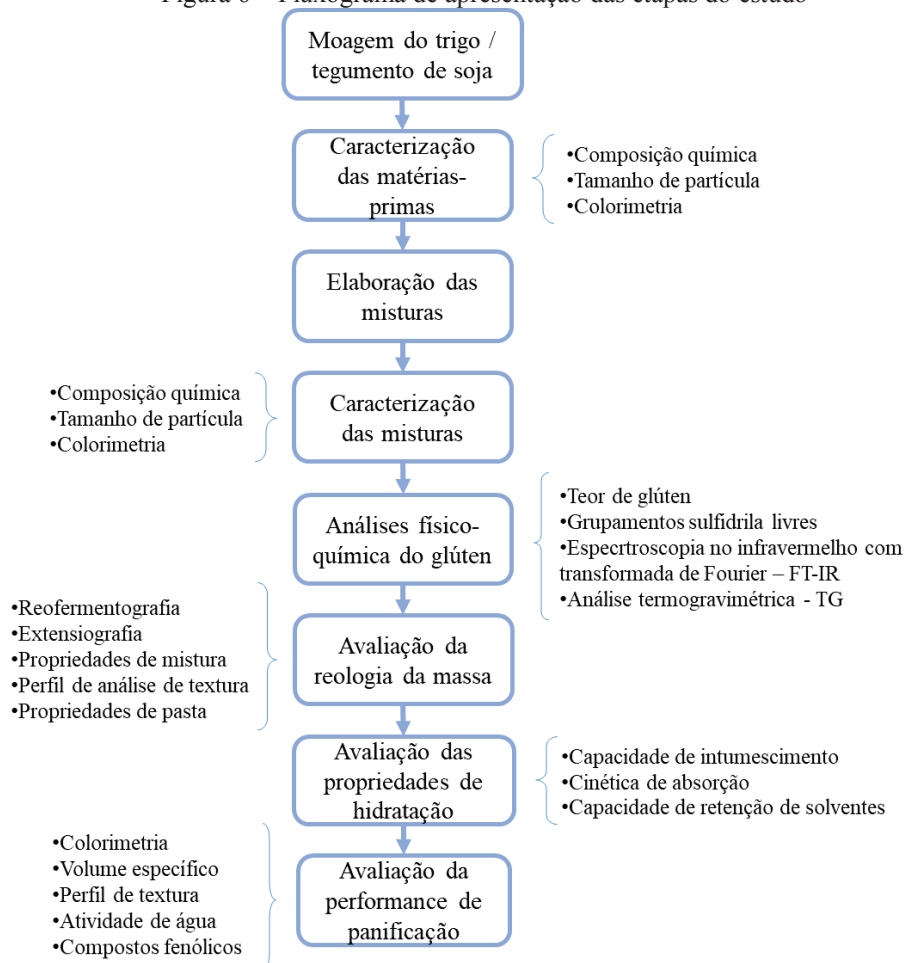 Figura 6 – Fluxograma de apresentação das etapas do estudo
Moagem do trigo /
tegumento de soja
Caracterização
das matérias-
primas
•Composição química
•Tamanho de partícula
•Colorimetria
Elaboração das
misturas
•Composição química
•Tamanho de partícula
•Colorimetria
Caracterização
das misturas
Análises físico-
química do glúten
•Teor de glúten
•Grupamentos sulfidrila livres
•Especrtroscopia no infravermelho com
transformada de Fourier – FT-IR
•Análise termogravimétrica - TG
•Reofermentografia
•Extensiografia
•Propriedades de mistura
•Perfil de análise de textura
•Propriedades de pasta
Avaliação da
reologia da massa
Avaliação das
propriedades de
hidratação
•Capacidade de intumescimento
•Cinética de absorção
•Capacidade de retenção de solventes
•Colorimetria
•Volume específico
•Perfil de textura
•Atividade de água
•Compostos fenólicos
Avaliação da
performance de
panificação